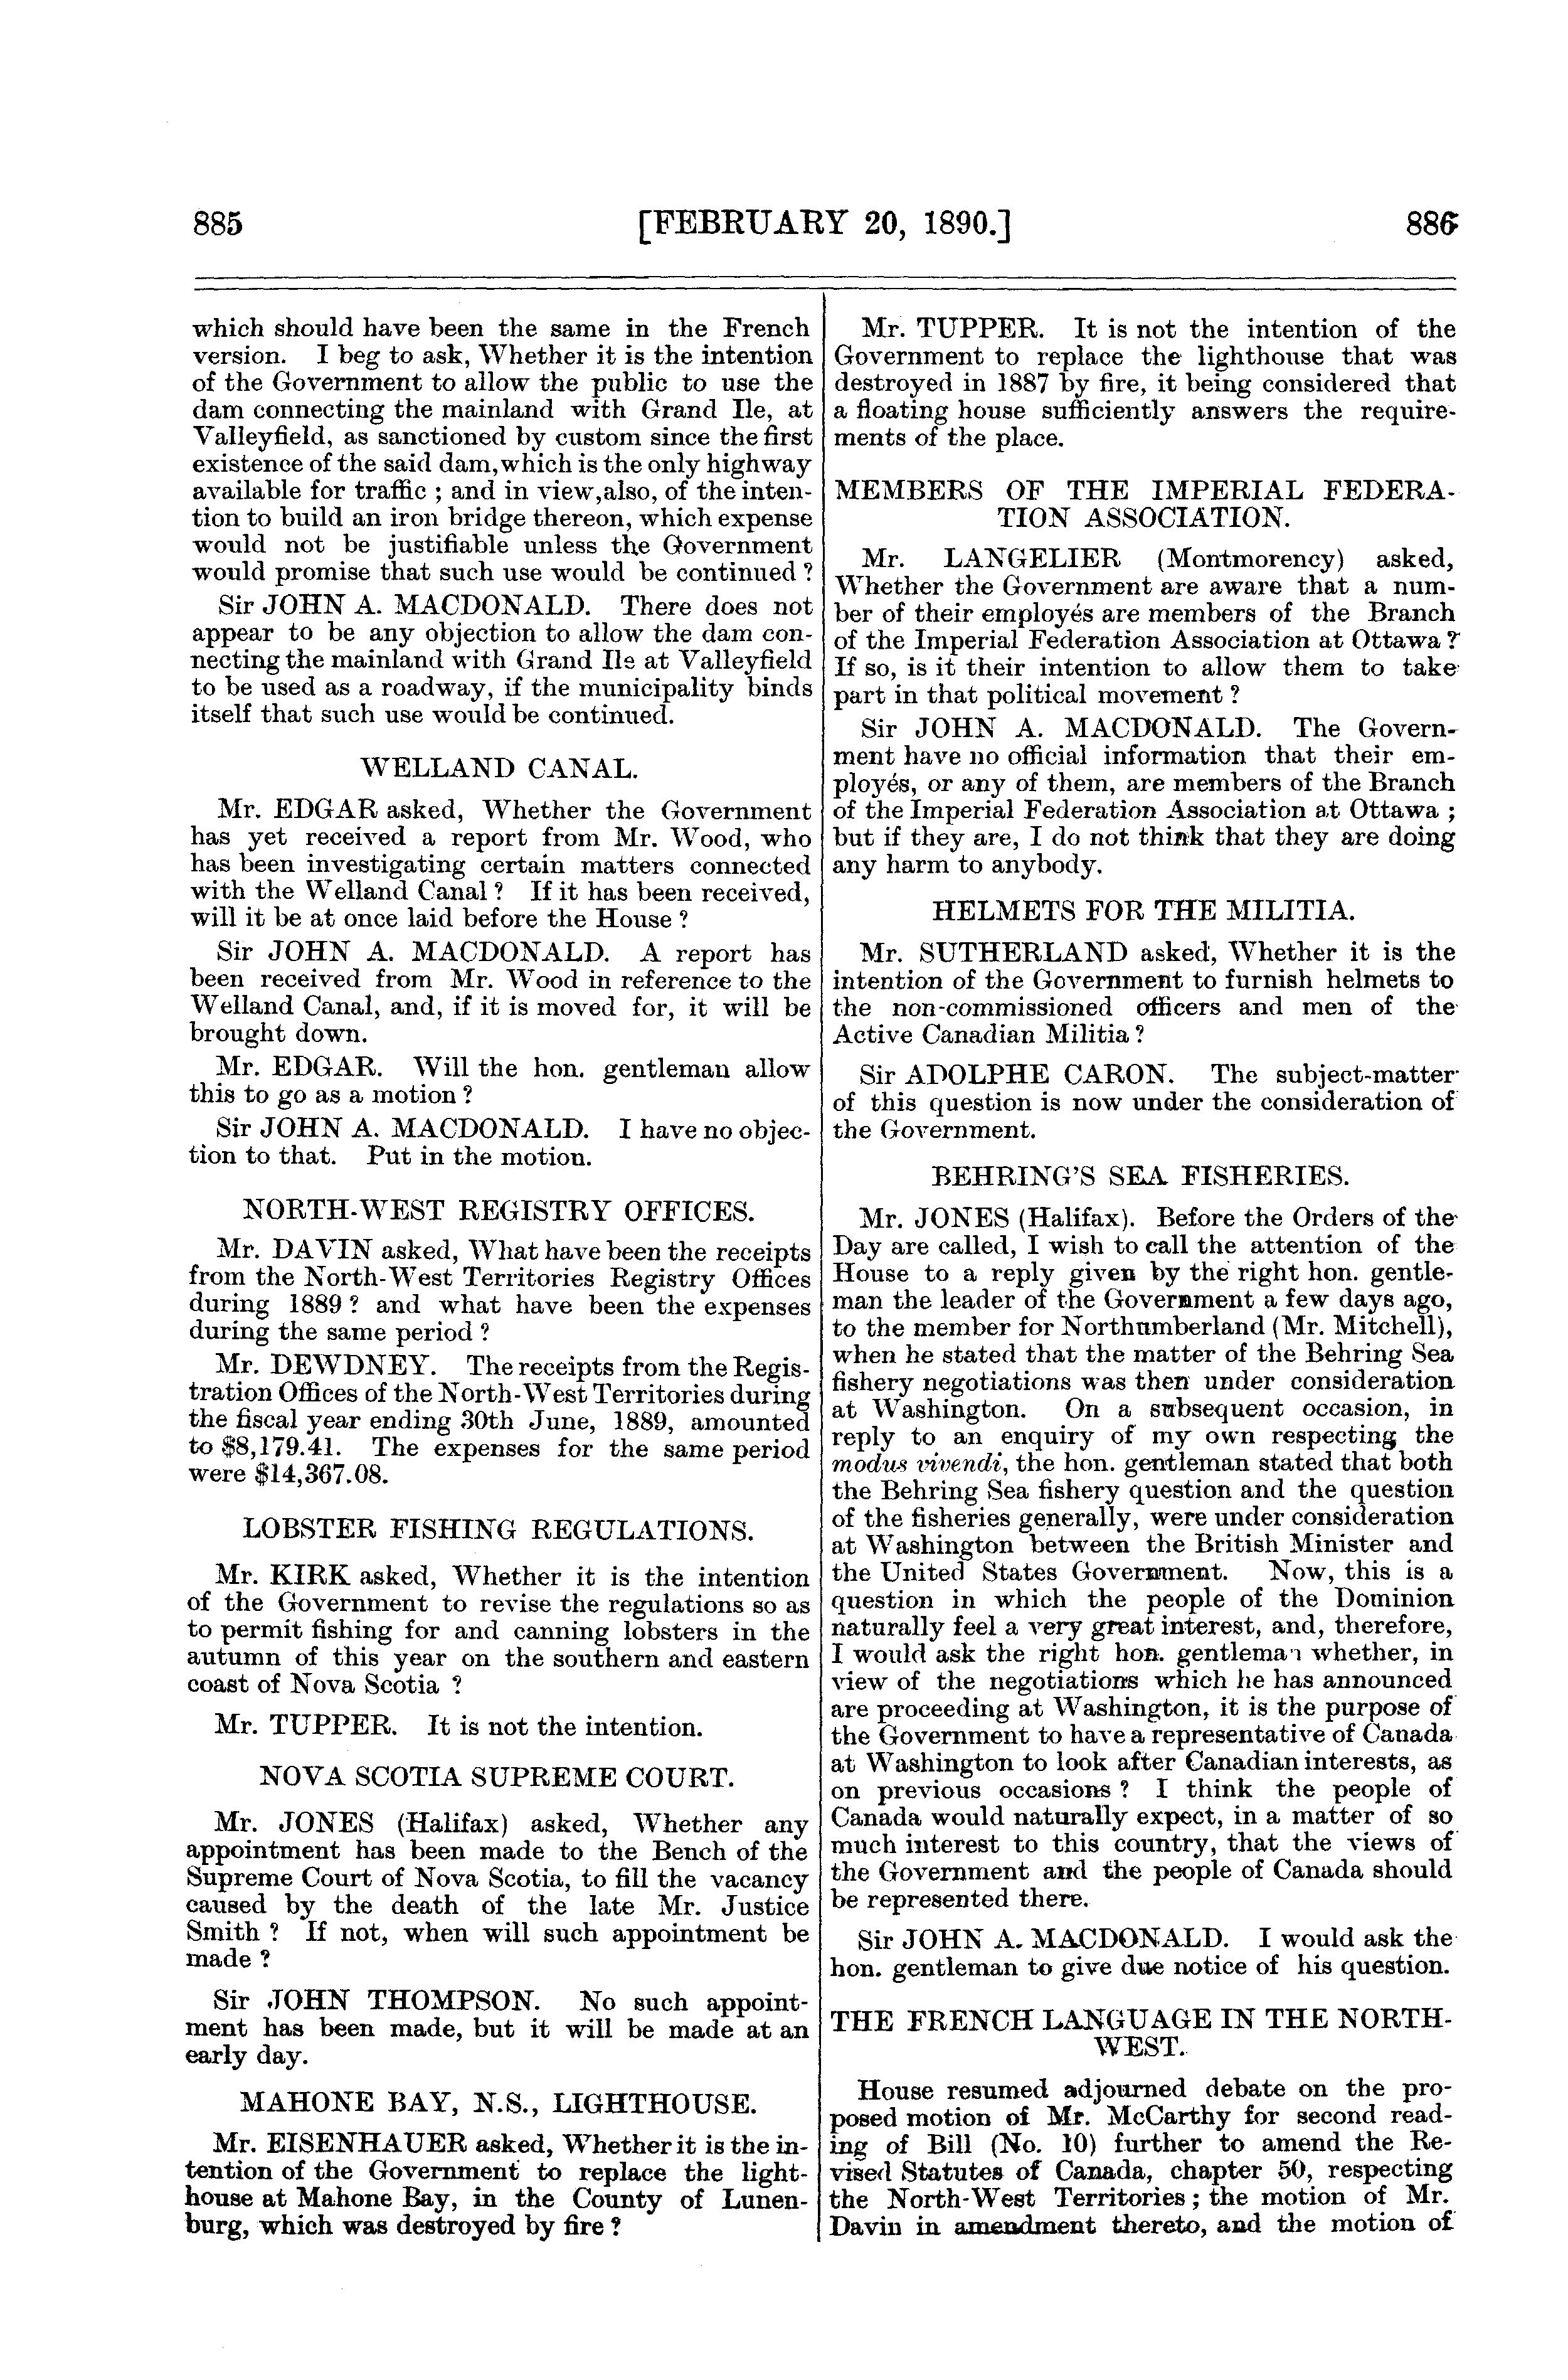 885 [FEBRUARY 20, 1890.] 886
which should have been the same in the French
version. I beg to ask, Whether it is the intention
of the Government to allow the public to use the
dam connecting the mainland with Grand Ile, at
Valleyfield, as sanctioned by custom since the first
existence of the said dam, which is the only highway
available for traffic ; and in view, also, of the inten-
tion to build an iron bridge thereon, which expense
would not be justifiable unless the Government
would promise that such use would be continued ?
Sir JOHN A. MACDONALD. There does not
appear to be any objection to allow the dam con-
necting the mainland with Grand Ile at Valleyfield
to be used as a roadway, if the municipality binds
itself that such use would be continued.
WELLAND CANAL.
Mr. EDGAR asked, Whether the Government
has yet received a report from Mr. Wood, who
has been investigating certain matters connected
with the Welland Canal ? If it has been received,
will it be at once laid before the House ?
Sir JOHN A. MACDONALD. A report has
been received from Mr. Wood in reference to the
Welland Canal, and, if it is moved for, it will be
brought down.
Mr. EDGAR. Will the hon. gentleman allow
this to go as a motion ?
Sir JOHN A. MACDONALD. I have no objec-
tion to that. Put in the motion.
NORTH-WEST REGISTRY OFFICES.
Mr. DAVIN asked, What have been the receipts
from the North-West Territories Registry Offices
during 1889 ? and what have been the expenses
during the same period ?
Mr. DEWDNEY. The receipts from the Regis-
tration Offices of the North-West Territories during
the fiscal year ending 30th June, 1889, amounted
to $8,179.41. The expenses for the same period
were $14,367.08.
LOBSTER FISHING REGULATIONS.
Mr. KIRK asked, Whether it is the intention
of the Government to revise the regulations so as
to permit fishing for and canning lobsters in the
autumn of this year on the southern and eastern
coast of Nova Scotia ?
Mr. TUPPER. It is not the intention.
NOVA SCOTIA SUPREME COURT.
Mr. JONES (Halifax) asked, Whether any
appointment has been made to the Bench of the
Supreme Court of Nova Scotia, to fill the vacancy
caused by the death of the late Mr. Justice
Smith ? If not, when will such appointment be
made ?
Sir JOHN THOMPSON. No such appoint-
ment has been made, but it will be made at an
early day.
MAHONE BAY, N.S., LIGHTHOUSE.
Mr. EISENHAUER asked, Whether it is the in-
tention of the Government to replace the light-
house at Mahone Bay, in the County of Lunen-
burg, which was destroyed by fire ?
Mr. TUPPER. It is not the intention of the
Government to replace the lighthouse that was
destroyed in 1887 by fire, it being considered that
a floating house sufficiently answers the require-
ments of the place.
MEMBERS OF THE IMPERIAL FEDERA-
TION ASSOCIATION.
Mr. LANGELIER (Montmorency) asked,
Whether the Government are aware that a num-
ber of their employés are members of the Branch
of the Imperial Federation Association at Ottawa ?
If so, is it their intention to allow them to take
part in that political movement ?
Sir JOHN A. MACDONALD. The Govern-
ment have no official information that their em-
ployés, or any of them, are members of the Branch
of the Imperial Federation Association at Ottawa ;
but if they are, I do not think that they are doing
any harm to anybody.
HELMETS FOR THE MILITIA.
Mr. SUTHERLAND asked, Whether it is the
intention of the Government to furnish helmets to
the non-commissioned officers and men of the
Active Canadian Militia ?
Sir ADOLPHE CARON. The subject-matter
of this question is now under the consideration of
the Government.
BEHRING'S SEA FISHERIES.
Mr. JONES (Halifax). Before the Orders of the
Day are called, I wish to call the attention of the
House to a reply given by the right hon. gentle-
man the leader of the Government a few days ago,
to the member for Northumberland (Mr. Mitchell),
when he stated that the matter of the Behring Sea
fishery negotiations was then under consideration
at Washington. On a subsequent occasion, in
reply to an enquiry of my own respecting the
modus vivendi, the hon. gentleman stated that both
the Behring Sea fishery question and the question
of the fisheries generally, were under consideration
at Washington between the British Minister and
the United States Government. Now, this is a
question in which the people of the Dominion
naturally feel a very great interest, and, therefore,
I would ask the right hon. gentleman whether, in
view of the negotiations which he has announced
are proceeding at Washington, it is the purpose of
the Government to have a representative of Canada
at Washington to look after Canadian interests, as
on previous occasions ? I think the people of
Canada would naturally expect, in a matter of so
much interest to this country, that the views of
the Government and the people of Canada should
be represented there.
Sir JOHN A. MACDONALD. I would ask the
hon. gentleman to give due notice of his question.
THE FRENCH LANGUAGE IN THE NORTH-
WEST.
House resumed adjourned debate on the pro-
posed motion of Mr. McCarthy for second read-
ing of Bill (No. 10) further to amend the Re-
vised Statutes of Canada, chapter 50, respecting
the North-West Territories ; the motion of Mr.
Davin in amendment thereto, and the motion of